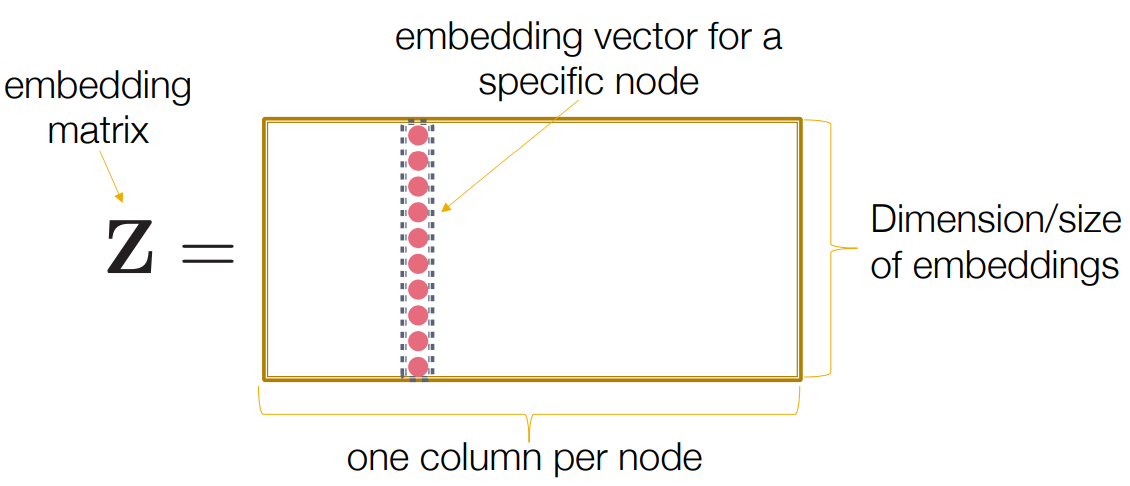 embedding vector for a
specific node
embedding
matrix
Z =
Dimension/size
of embeddings
one column per node